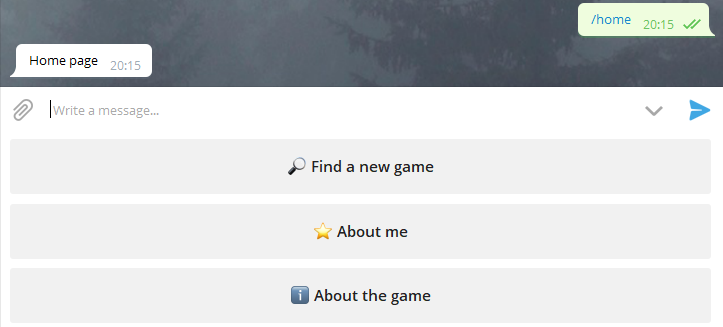 /home 20:15
Home page 20:15
Write a message...
Find a new game
About me
About the game